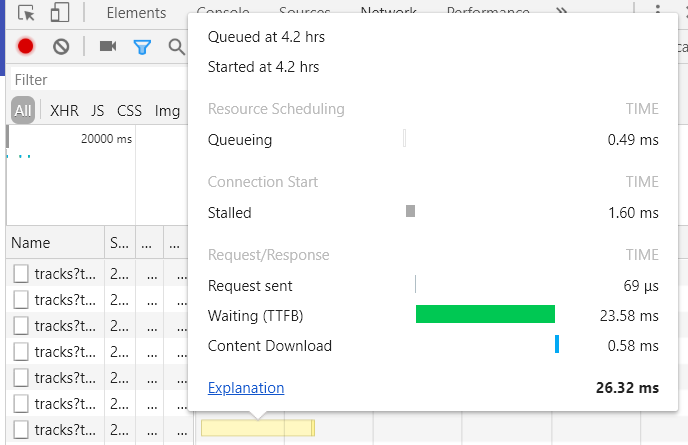 Elements Console Sources Network Performance »
Queued at 4.2 hrs
Started at 4.2 hrs
Filter
All XHR JS CSS Img
20000 ms
Resource Scheduling TIME
Queueing 0.49 ms
Connection Start TIME
Stalled 1.60 ms
Request/Response TIME
Request sent 69 μs
Waiting (TTFB) 23.58 ms
Content Download 0.58 ms
Explanation 26.32 ms
Name S... ... ...
tracks?t... 2... ... ...
tracks?t... 2... ... ...
tracks?t... 2... ... ...
tracks?t... 2... ... ...
tracks?t... 2... ... ...
tracks?t... 2... ... ...
tracks?t... 2... ... ...